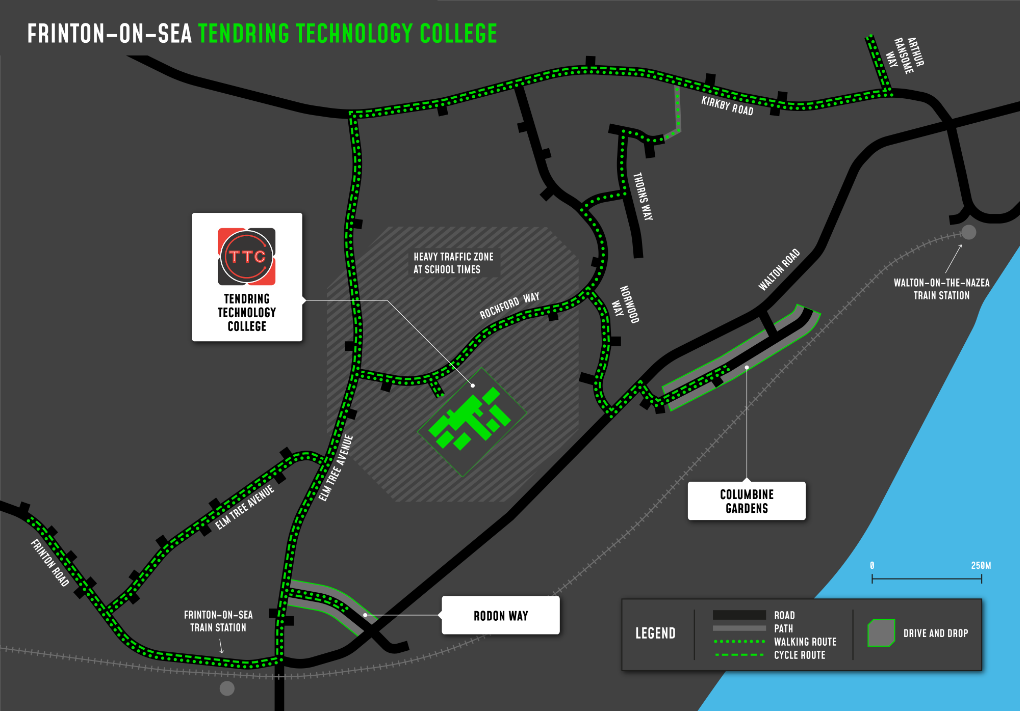 FRINTON-ON-SEA TENDRING TECHNOLOGY COLLEGE
ARTHUR
RANSOME
WAY
KIRKBY ROAD
THORNS WAY
TTC
TENDRING
TECHNOLOGY
COLLEGE
HEAVY TRAFFIC ZONE
AT SCHOOL TIMES
WALTON ROAD
WALTON-ON-THE-NAZEA
TRAIN STATION
ROCHFORD WAY
NORWOOD
WAY
ELM TREE AVENUE
ELM TREE AVENUE
COLUMBINE
GARDENS
FRINTON ROAD
0 250M
FRINTON-ON-SEA
TRAIN STATION
RODON WAY
LEGEND
ROAD
PATH
WALKING ROUTE
CYCLE ROUTE
DRIVE AND DROP